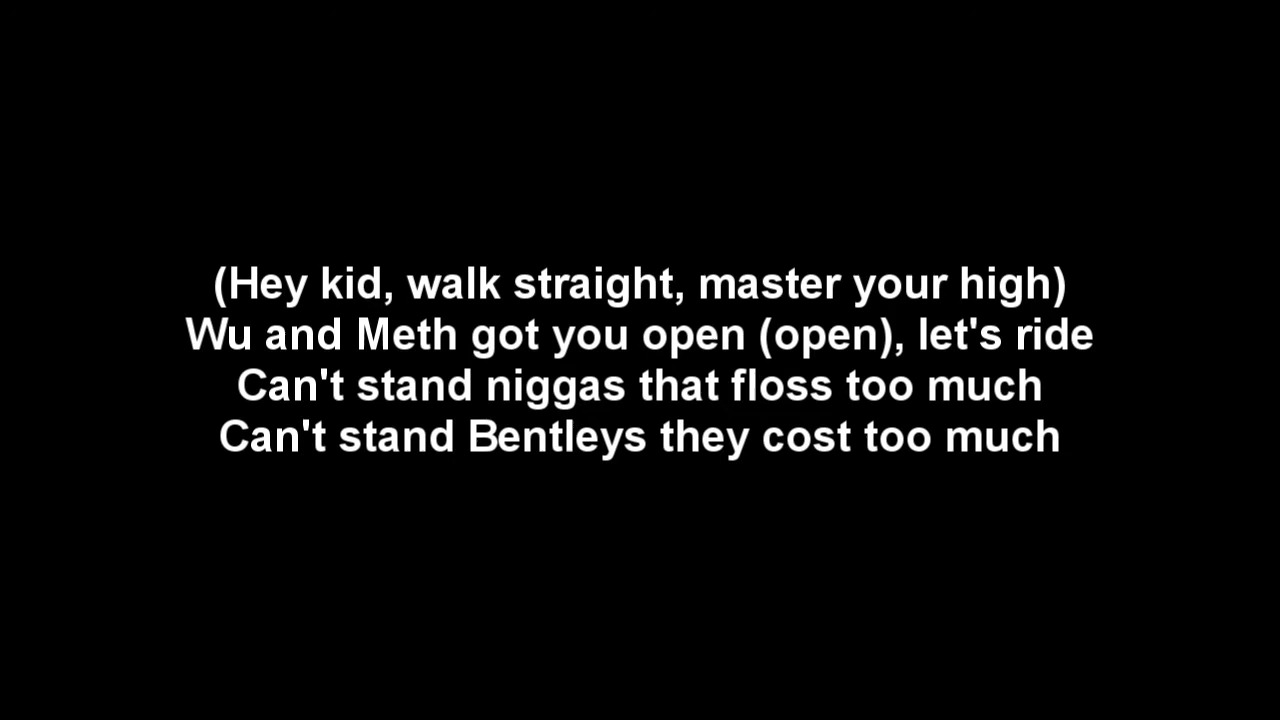 (Hey kid, walk straight, master your high)
Wu and Meth got you open (open), let's ride
Can't stand niggas that floss too much
Can't stand Bentleys they cost too much